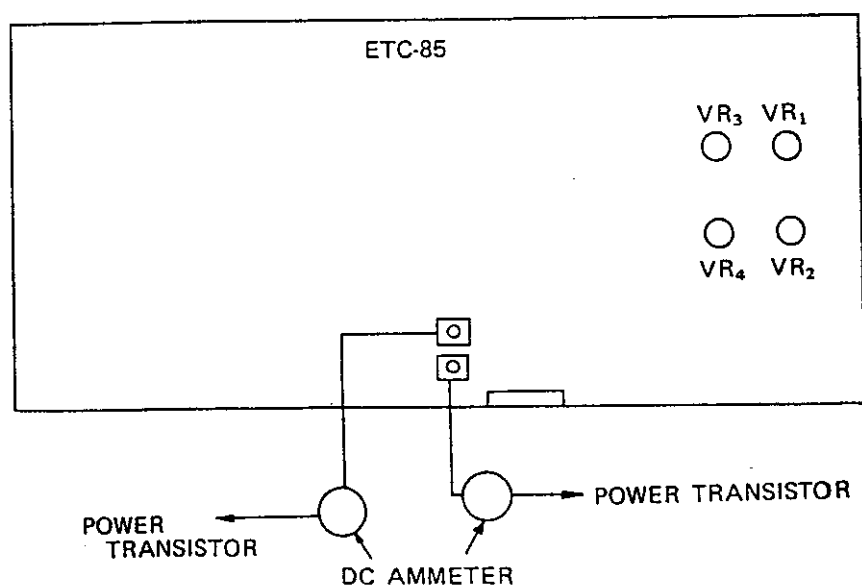 ETC-85
VR₃ VR₁
VR₄ VR₂
POWER TRANSISTOR
POWER
TRANSISTOR
DC AMMETER